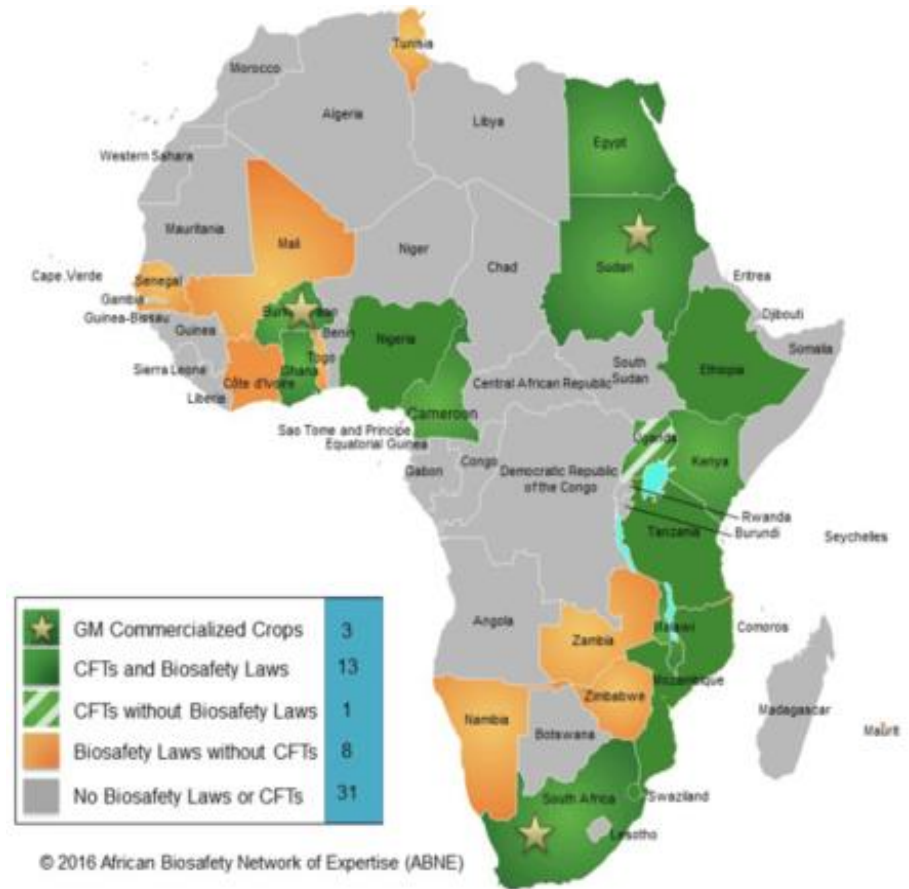 Tunisia
Morocco
Algeria
Libya
Egypt
Western Sahara
Mauritania
Mali
Niger
Chad
Sudan
Eritrea
Cape Verde
Senegal
Gambia
Guinea-Bissau
Guinea
Benin
Togo
Nigeria
Djibouti
Somalia
Sierra Leone
Liberia
Côte d'Ivoire
Ghana
Cameroon
Central African Republic
South
Sudan
Ethiopia
Sao Tome and Principe
Equatorial Guinea
Gabon
Congo
Democratic Republic
of the Congo
Uganda
Kenya
Rwanda
Burundi
Tanzania
Seychelles
Angola
Zambia
Malawi
Comoros
Mozambique
Zimbabwe
Madagascar
Maurit
Nambia
Botswana
South Africa
Swaziland
Lesotho
GM Commercialized Crops 3
CFTs and Biosafety Laws 13
CFTs without Biosafety Laws 1
Biosafety Laws without CFTs 8
No Biosafety Laws or CFTs 31
© 2016 African Biosafety Network of Expertise (ABNE)